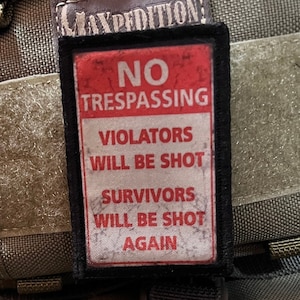 MAXPEDITION
NO
TRESPASSING
VIOLATORS
WILL BE SHOT
SURVIVORS
WILL BE SHOT
AGAIN